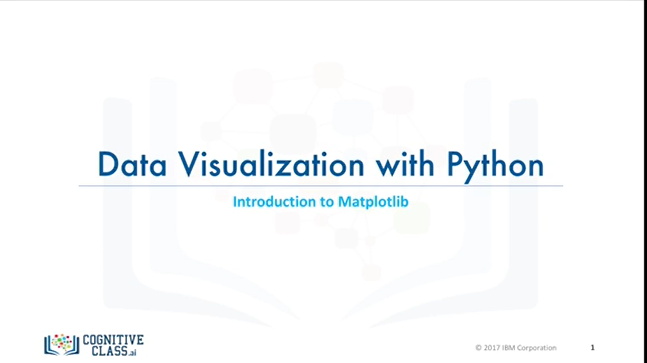 Data Visualization with Python
Introduction to Matplotlib
COGNITIVE
CLASS.ai
© 2017 IBM Corporation
1